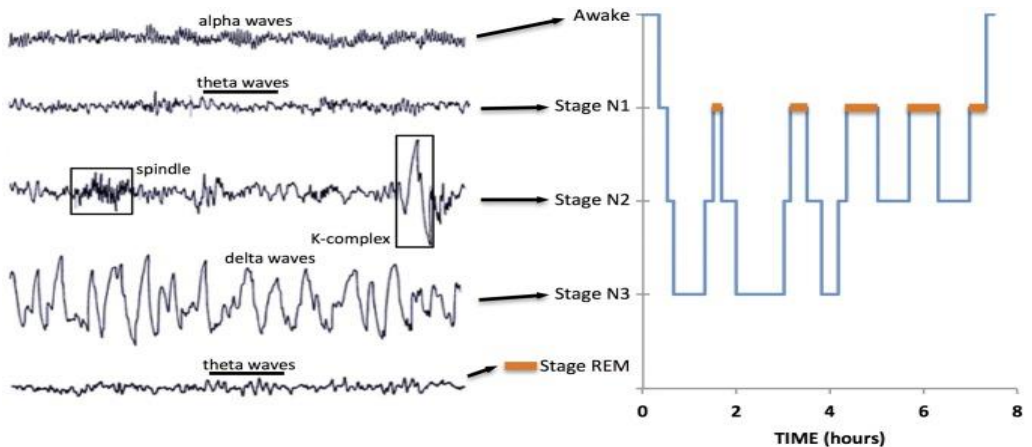 alpha waves
Awake
theta waves
Stage N1
spindle
Stage N2
K-complex
delta waves
Stage N3
theta waves
Stage REM
0 2 4 6 8
TIME (hours)